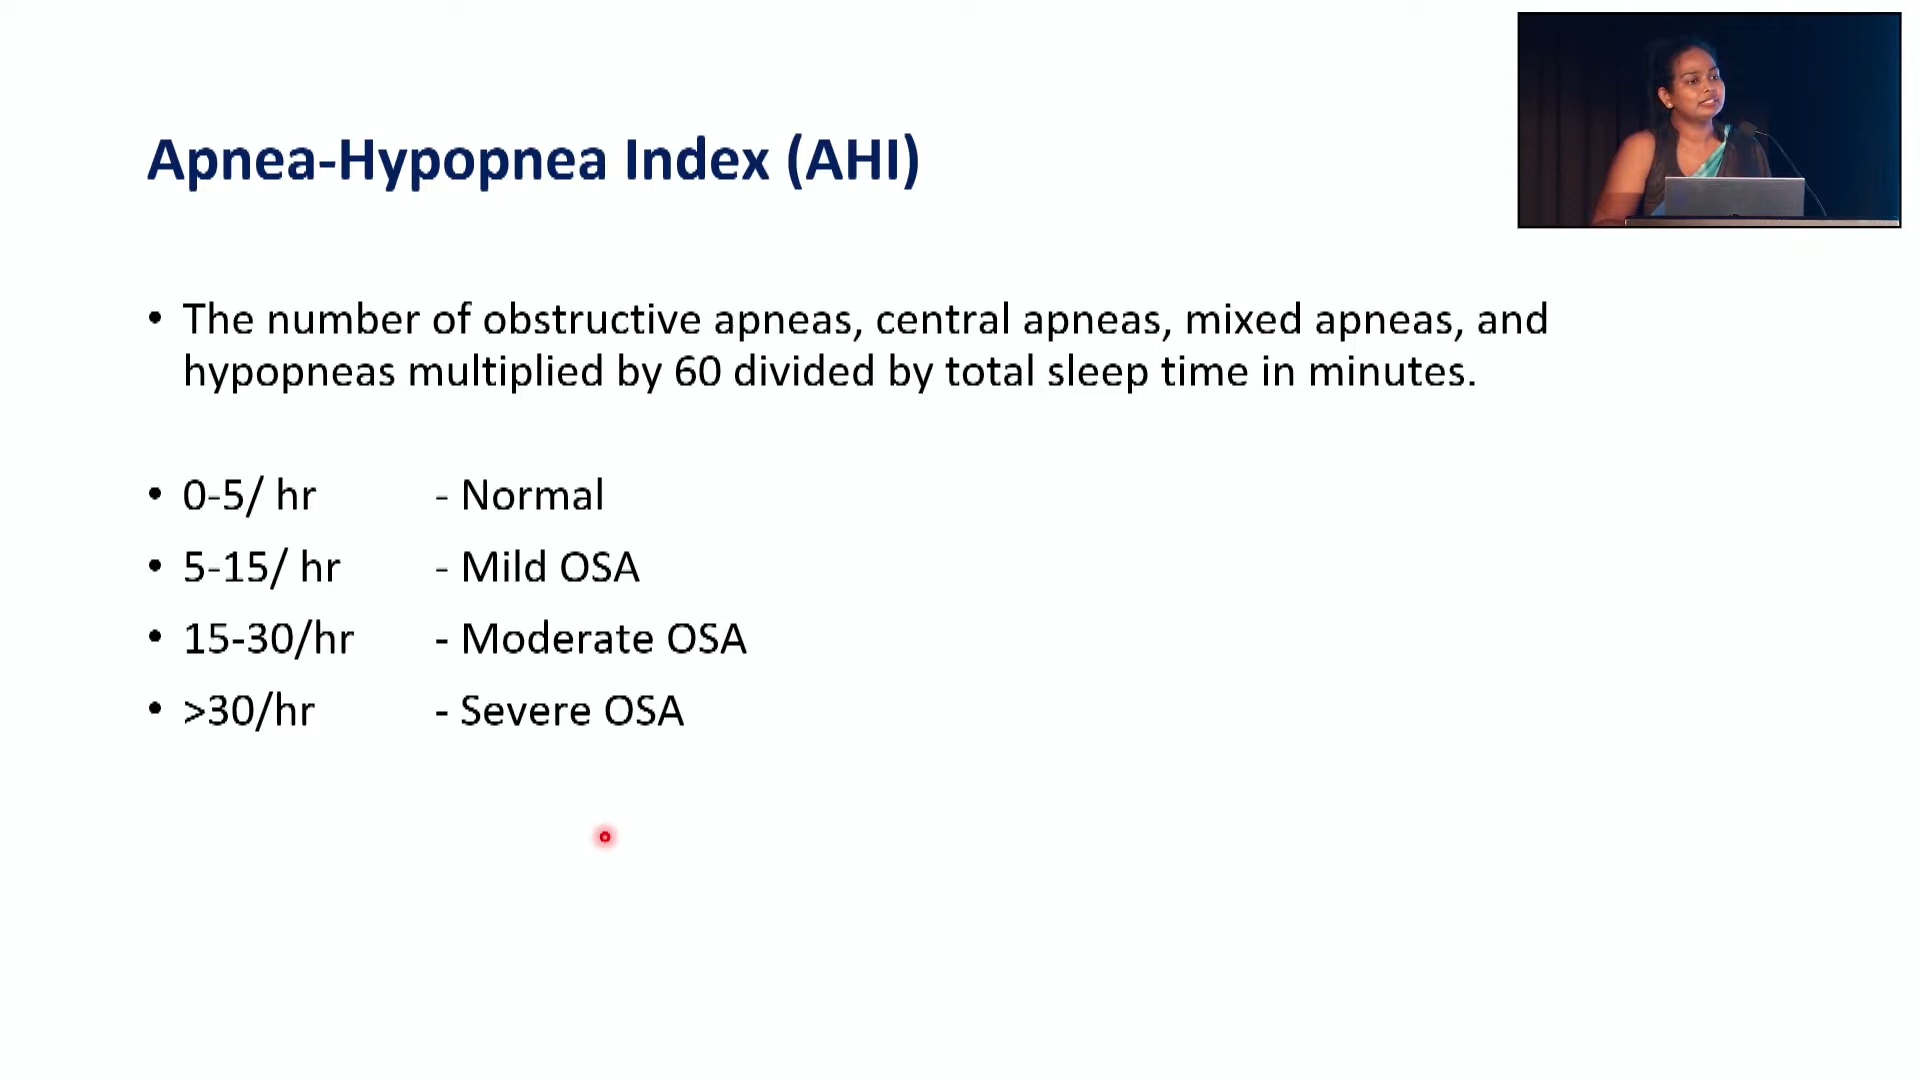 Apnea-Hypopnea Index (AHI)
• The number of obstructive apneas, central apneas, mixed apneas, and
hypopneas multiplied by 60 divided by total sleep time in minutes.
• 0-5/ hr - Normal
• 5-15/ hr - Mild OSA
• 15-30/hr - Moderate OSA
• >30/hr - Severe OSA